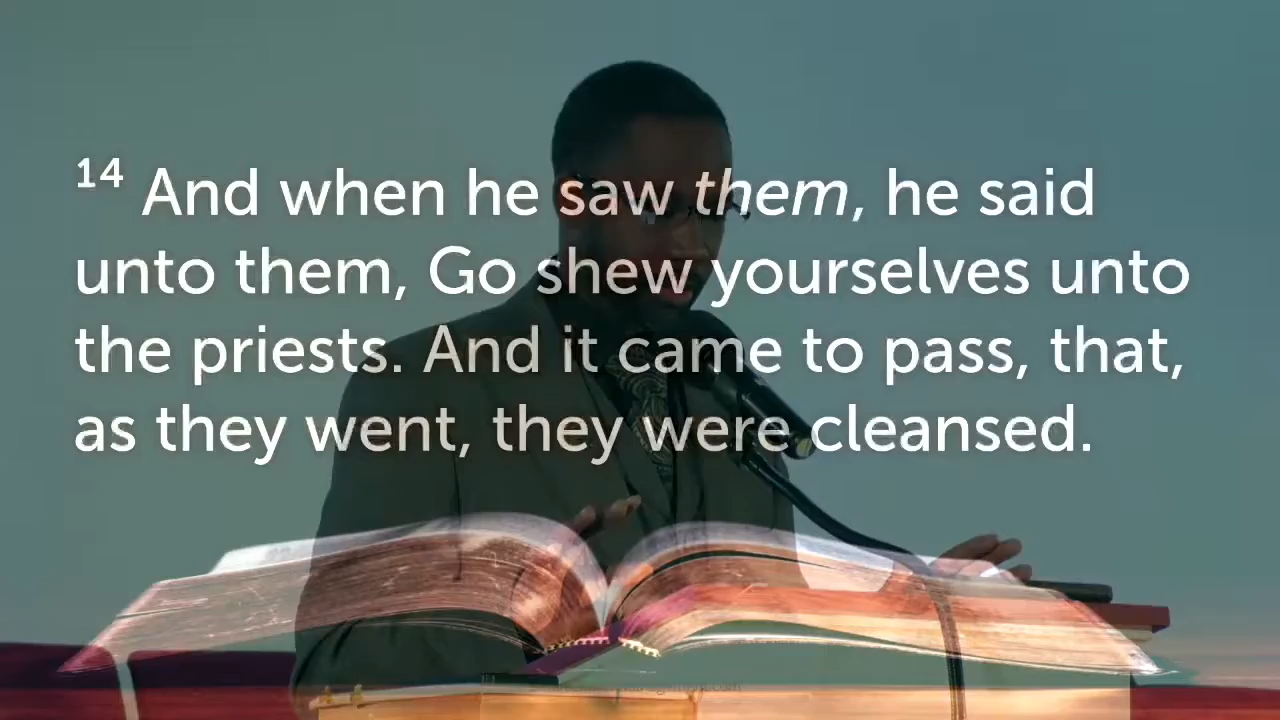 14 And when he saw them, he said
unto them, Go shew yourselves unto
the priests. And it came to pass, that,
as they went, they were cleansed.